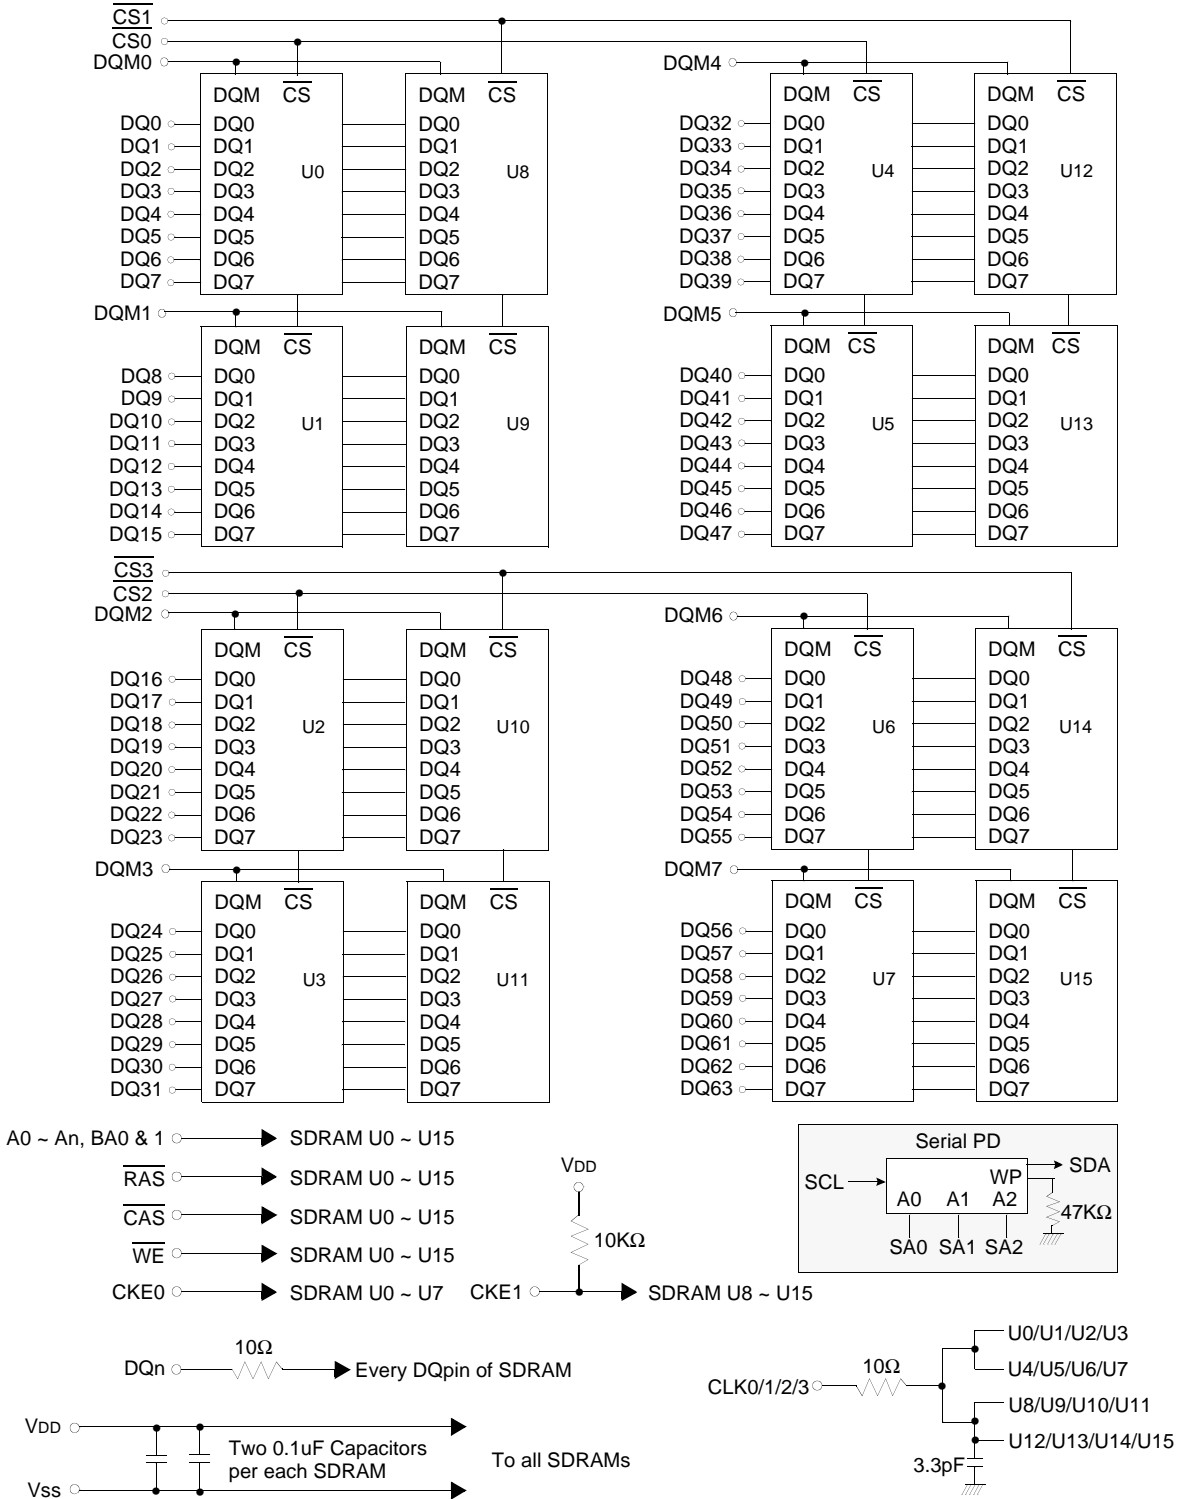 CS1
CS0
DQM0
DQM CS
DQ0 DQ0
DQ1 DQ1
DQ2 DQ2 U0
DQ3 DQ3
DQ4 DQ4
DQ5 DQ5
DQ6 DQ6
DQ7 DQ7
DQM CS
DQ0
DQ1
DQ2 U8
DQ3
DQ4
DQ5
DQ6
DQ7
DQM4
DQM CS
DQ32 DQ0
DQ33 DQ1
DQ34 DQ2 U4
DQ35 DQ3
DQ36 DQ4
DQ37 DQ5
DQ38 DQ6
DQ39 DQ7
DQM CS
DQ0
DQ1
DQ2 U12
DQ3
DQ4
DQ5
DQ6
DQ7
DQM1
DQM CS
DQ8 DQ0
DQ9 DQ1
DQ10 DQ2 U1
DQ11 DQ3
DQ12 DQ4
DQ13 DQ5
DQ14 DQ6
DQ15 DQ7
DQM CS
DQ0
DQ1
DQ2 U9
DQ3
DQ4
DQ5
DQ6
DQ7
DQM5
DQM CS
DQ40 DQ0
DQ41 DQ1
DQ42 DQ2 U5
DQ43 DQ3
DQ44 DQ4
DQ45 DQ5
DQ46 DQ6
DQ47 DQ7
DQM CS
DQ0
DQ1
DQ2 U13
DQ3
DQ4
DQ5
DQ6
DQ7
CS3
CS2
DQM2
DQM CS
DQ16 DQ0
DQ17 DQ1
DQ18 DQ2 U2
DQ19 DQ3
DQ20 DQ4
DQ21 DQ5
DQ22 DQ6
DQ23 DQ7
DQM CS
DQ0
DQ1
DQ2 U10
DQ3
DQ4
DQ5
DQ6
DQ7
DQM6
DQM CS
DQ48 DQ0
DQ49 DQ1
DQ50 DQ2 U6
DQ51 DQ3
DQ52 DQ4
DQ53 DQ5
DQ54 DQ6
DQ55 DQ7
DQM CS
DQ0
DQ1
DQ2 U14
DQ3
DQ4
DQ5
DQ6
DQ7
DQM3
DQM CS
DQ24 DQ0
DQ25 DQ1
DQ26 DQ2 U3
DQ27 DQ3
DQ28 DQ4
DQ29 DQ5
DQ30 DQ6
DQ31 DQ7
DQM CS
DQ0
DQ1
DQ2 U11
DQ3
DQ4
DQ5
DQ6
DQ7
DQM7
DQM CS
DQ56 DQ0
DQ57 DQ1
DQ58 DQ2 U7
DQ59 DQ3
DQ60 DQ4
DQ61 DQ5
DQ62 DQ6
DQ63 DQ7
DQM CS
DQ0
DQ1
DQ2 U15
DQ3
DQ4
DQ5
DQ6
DQ7
A0 ~ An, BA0 & 1 SDRAM U0 ~ U15
RAS SDRAM U0 ~ U15
CAS SDRAM U0 ~ U15
WE SDRAM U0 ~ U15
CKE0 SDRAM U0 ~ U7
VDD
10KΩ
CKE1 SDRAM U8 ~ U15
Serial PD
SCL WP SDA
A0 A1 A2 47KΩ
SA0 SA1 SA2
10Ω
DQn Every DQpin of SDRAM
VDD
Two 0.1uF Capacitors
per each SDRAM
To all SDRAMs
Vss
U0/U1/U2/U3
10Ω U4/U5/U6/U7
CLK0/1/2/3
U8/U9/U10/U11
U12/U13/U14/U15
3.3pF